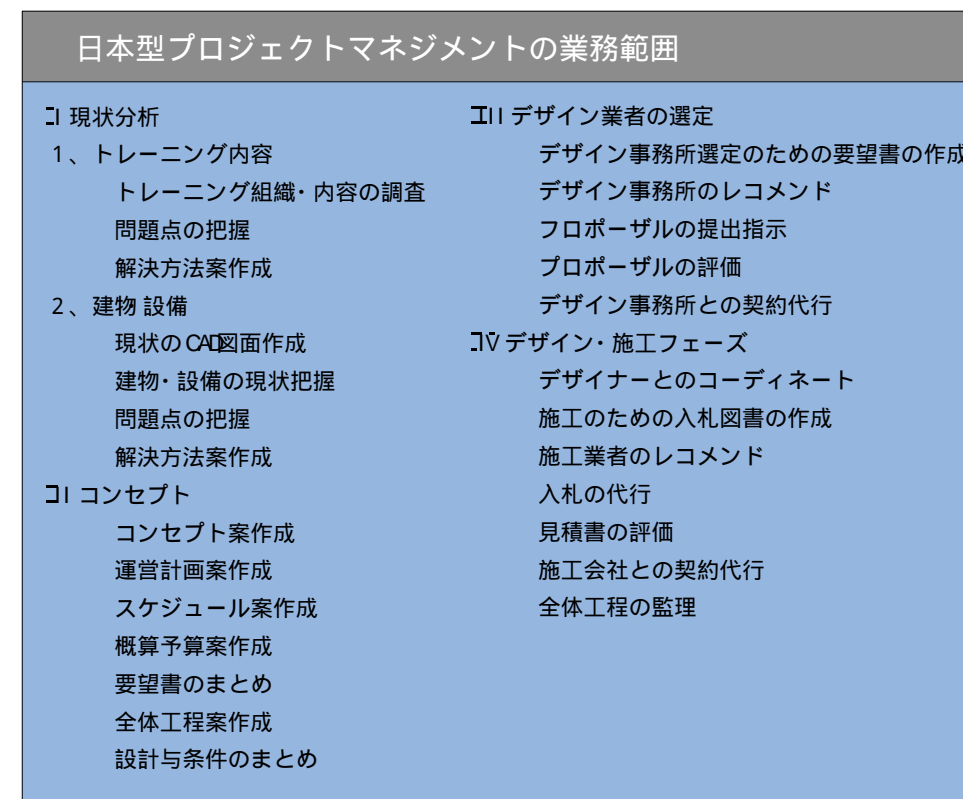 日本型プロジェクトマネジメントの業務範囲
I 現状分析
1、トレーニング内容
トレーニング組織・内容の調査
問題点の把握
解決方法案作成
2、建物 設備
現状のCAD図面作成
建物・設備の現状把握
問題点の把握
解決方法案作成
II コンセプト
コンセプト案作成
運営計画案作成
スケジュール案作成
概算予算案作成
要望書のまとめ
全体工程案作成
設計与条件のまとめ
III デザイン業者の選定
デザイン事務所選定のための要望書の作成
デザイン事務所のレコメンド
フロポーザルの提出指示
プロポーザルの評価
デザイン事務所との契約代行
IV デザイン・施工フェーズ
デザイナーとのコーディネート
施工のための入札図書の作成
施工業者のレコメンド
入札の代行
見積書の評価
施工会社との契約代行
全体工程の監理